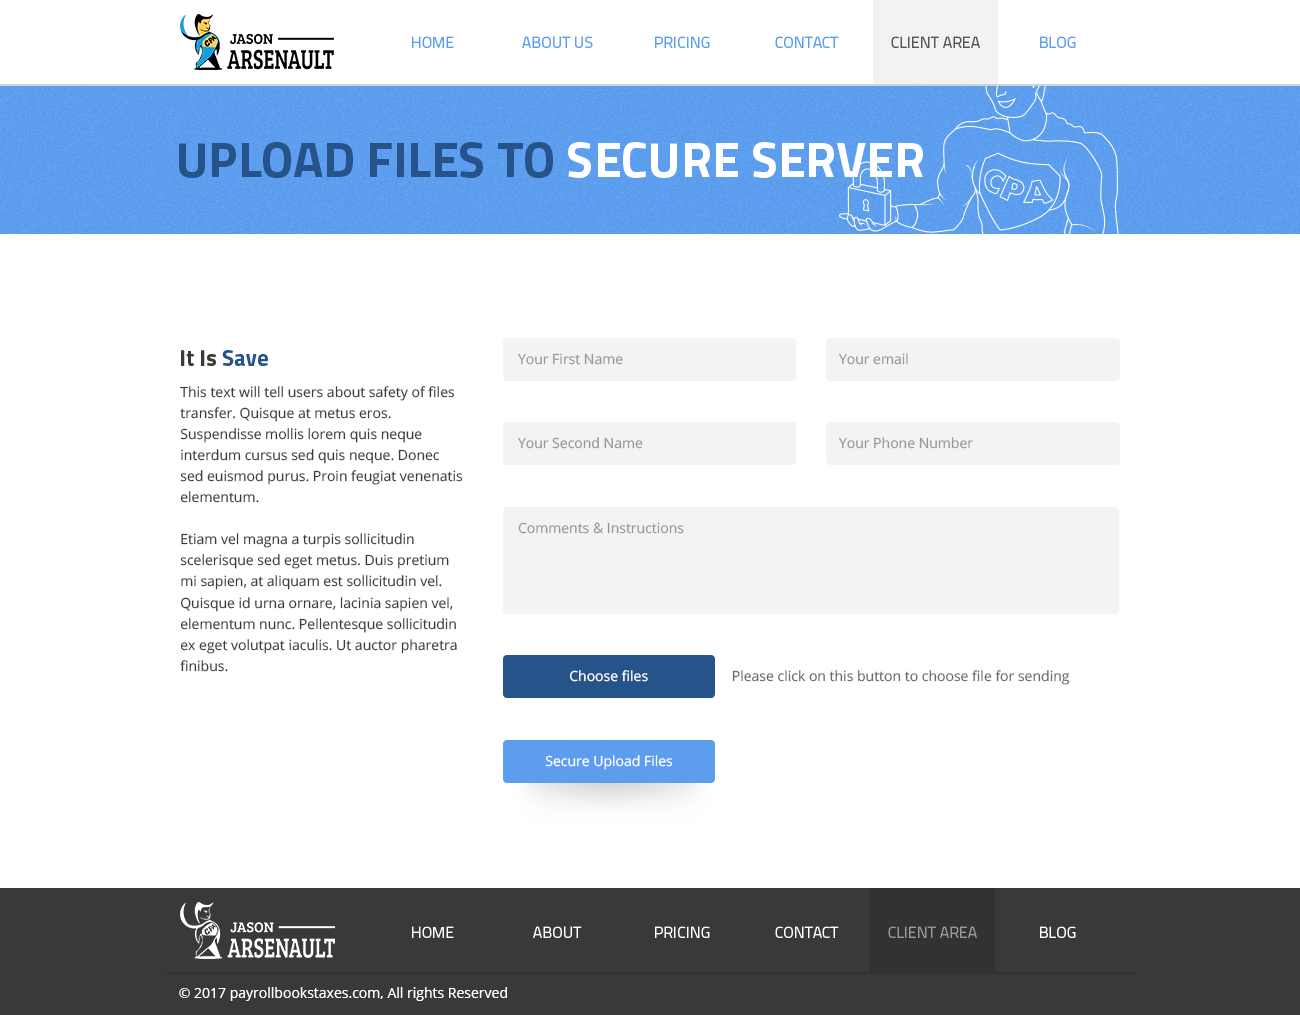 JASON
ARSENAULT
HOME ABOUT US PRICING CONTACT CLIENT AREA BLOG
UPLOAD FILES TO SECURE SERVER
CPA
It Is Save
This text will tell users about safety of files
transfer. Quisque at metus eros.
Suspendisse mollis lorem quis neque
interdum cursus sed quis neque. Donec
sed euismod purus. Proin feugiat venenatis
elementum.
Etiam vel magna a turpis sollicitudin
scelerisque sed eget metus. Duis pretium
mi sapien, at aliquam est sollicitudin vel.
Quisque id urna ornare, lacinia sapien vel,
elementum nunc. Pellentesque sollicitudin
ex eget volutpat iaculis. Ut auctor pharetra
finibus.
Your First Name
Your email
Your Second Name
Your Phone Number
Comments & Instructions
Choose files
Please click on this button to choose file for sending
Secure Upload Files
JASON
ARSENAULT
HOME ABOUT PRICING CONTACT CLIENT AREA BLOG
© 2017 payrollbookstaxes.com, All rights Reserved